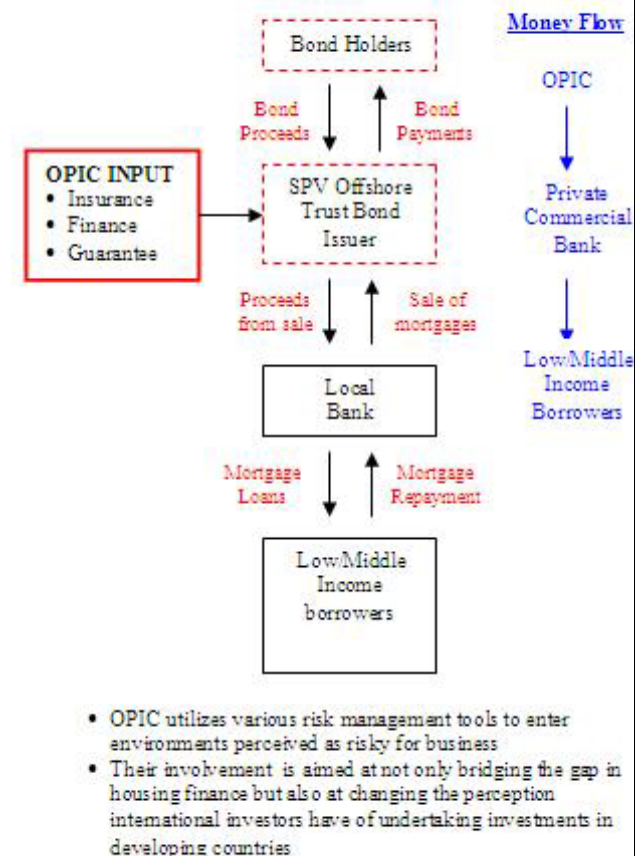 Money Flow
Bond Holders
OPIC
Bond
Proceeds
Bond
Payments
OPIC INPUT
• Insurance
• Finance
• Guarantee
SPV Offshore
Trust Bond
Issuer
Private
Commercial
Bank
Proceeds
from sale
Sale of
mortgages
Low/Middle
Income
Borrowers
Local
Bank
Mortgage
Loans
Mortgage
Repayment
Low/Middle
Income
borrowers
• OPIC utilizes various risk management tools to enter
environments perceived as risky for business
• Their involvement is aimed at not only bridging the gap in
housing finance but also at changing the perception
international investors have of undertaking investments in
developing countries